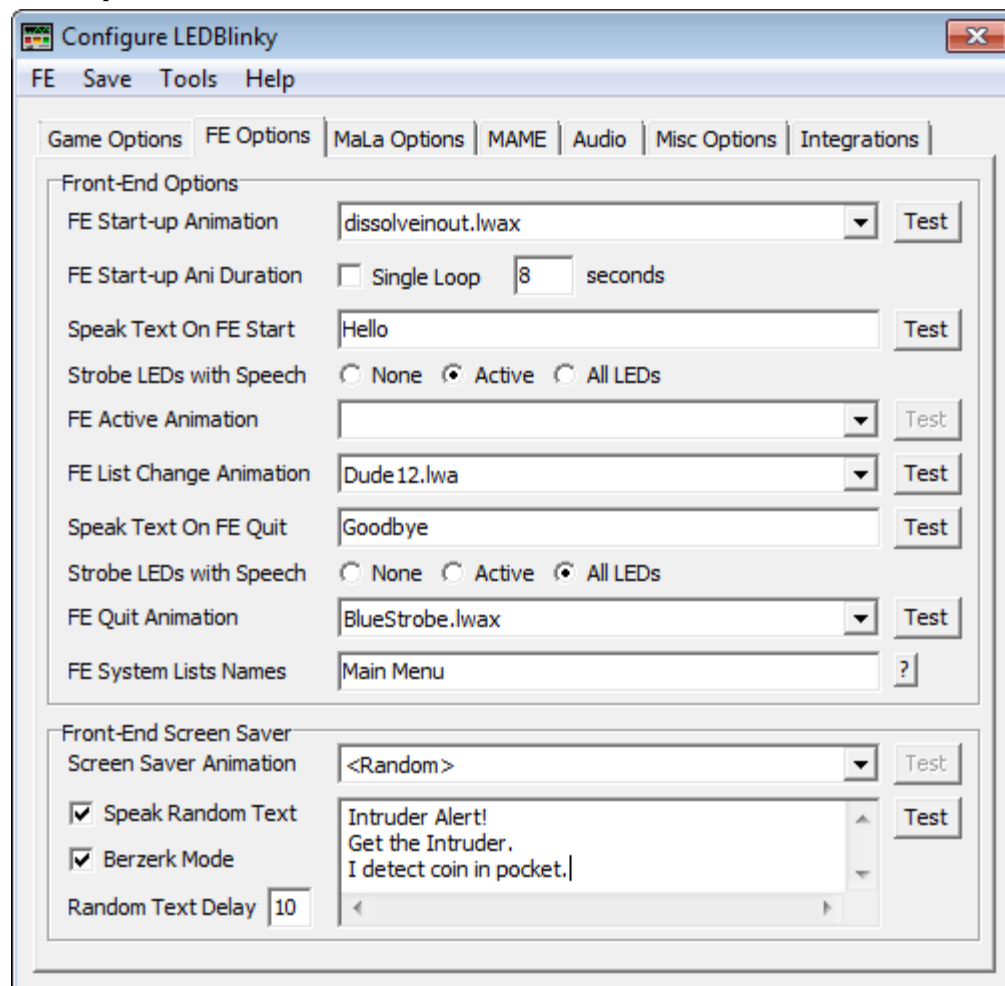 Configure LEDBlinky
FE Save Tools Help
Game Options FE Options MaLa Options MAME Audio Misc Options Integrations
Front-End Options
FE Start-up Animation dissolveinout.lwax Test
FE Start-up Ani Duration Single Loop 8 seconds
Speak Text On FE Start Hello Test
Strobe LEDs with Speech None Active All LEDs
FE Active Animation Test
FE List Change Animation Dude12.lwa Test
Speak Text On FE Quit Goodbye Test
Strobe LEDs with Speech None Active All LEDs
FE Quit Animation BlueStrobe.lwax Test
FE System Lists Names Main Menu ?
Front-End Screen Saver
Screen Saver Animation <Random> Test
Speak Random Text Intruder Alert! Test
Get the Intruder.
Berzerk Mode I detect coin in pocket.
Random Text Delay 10